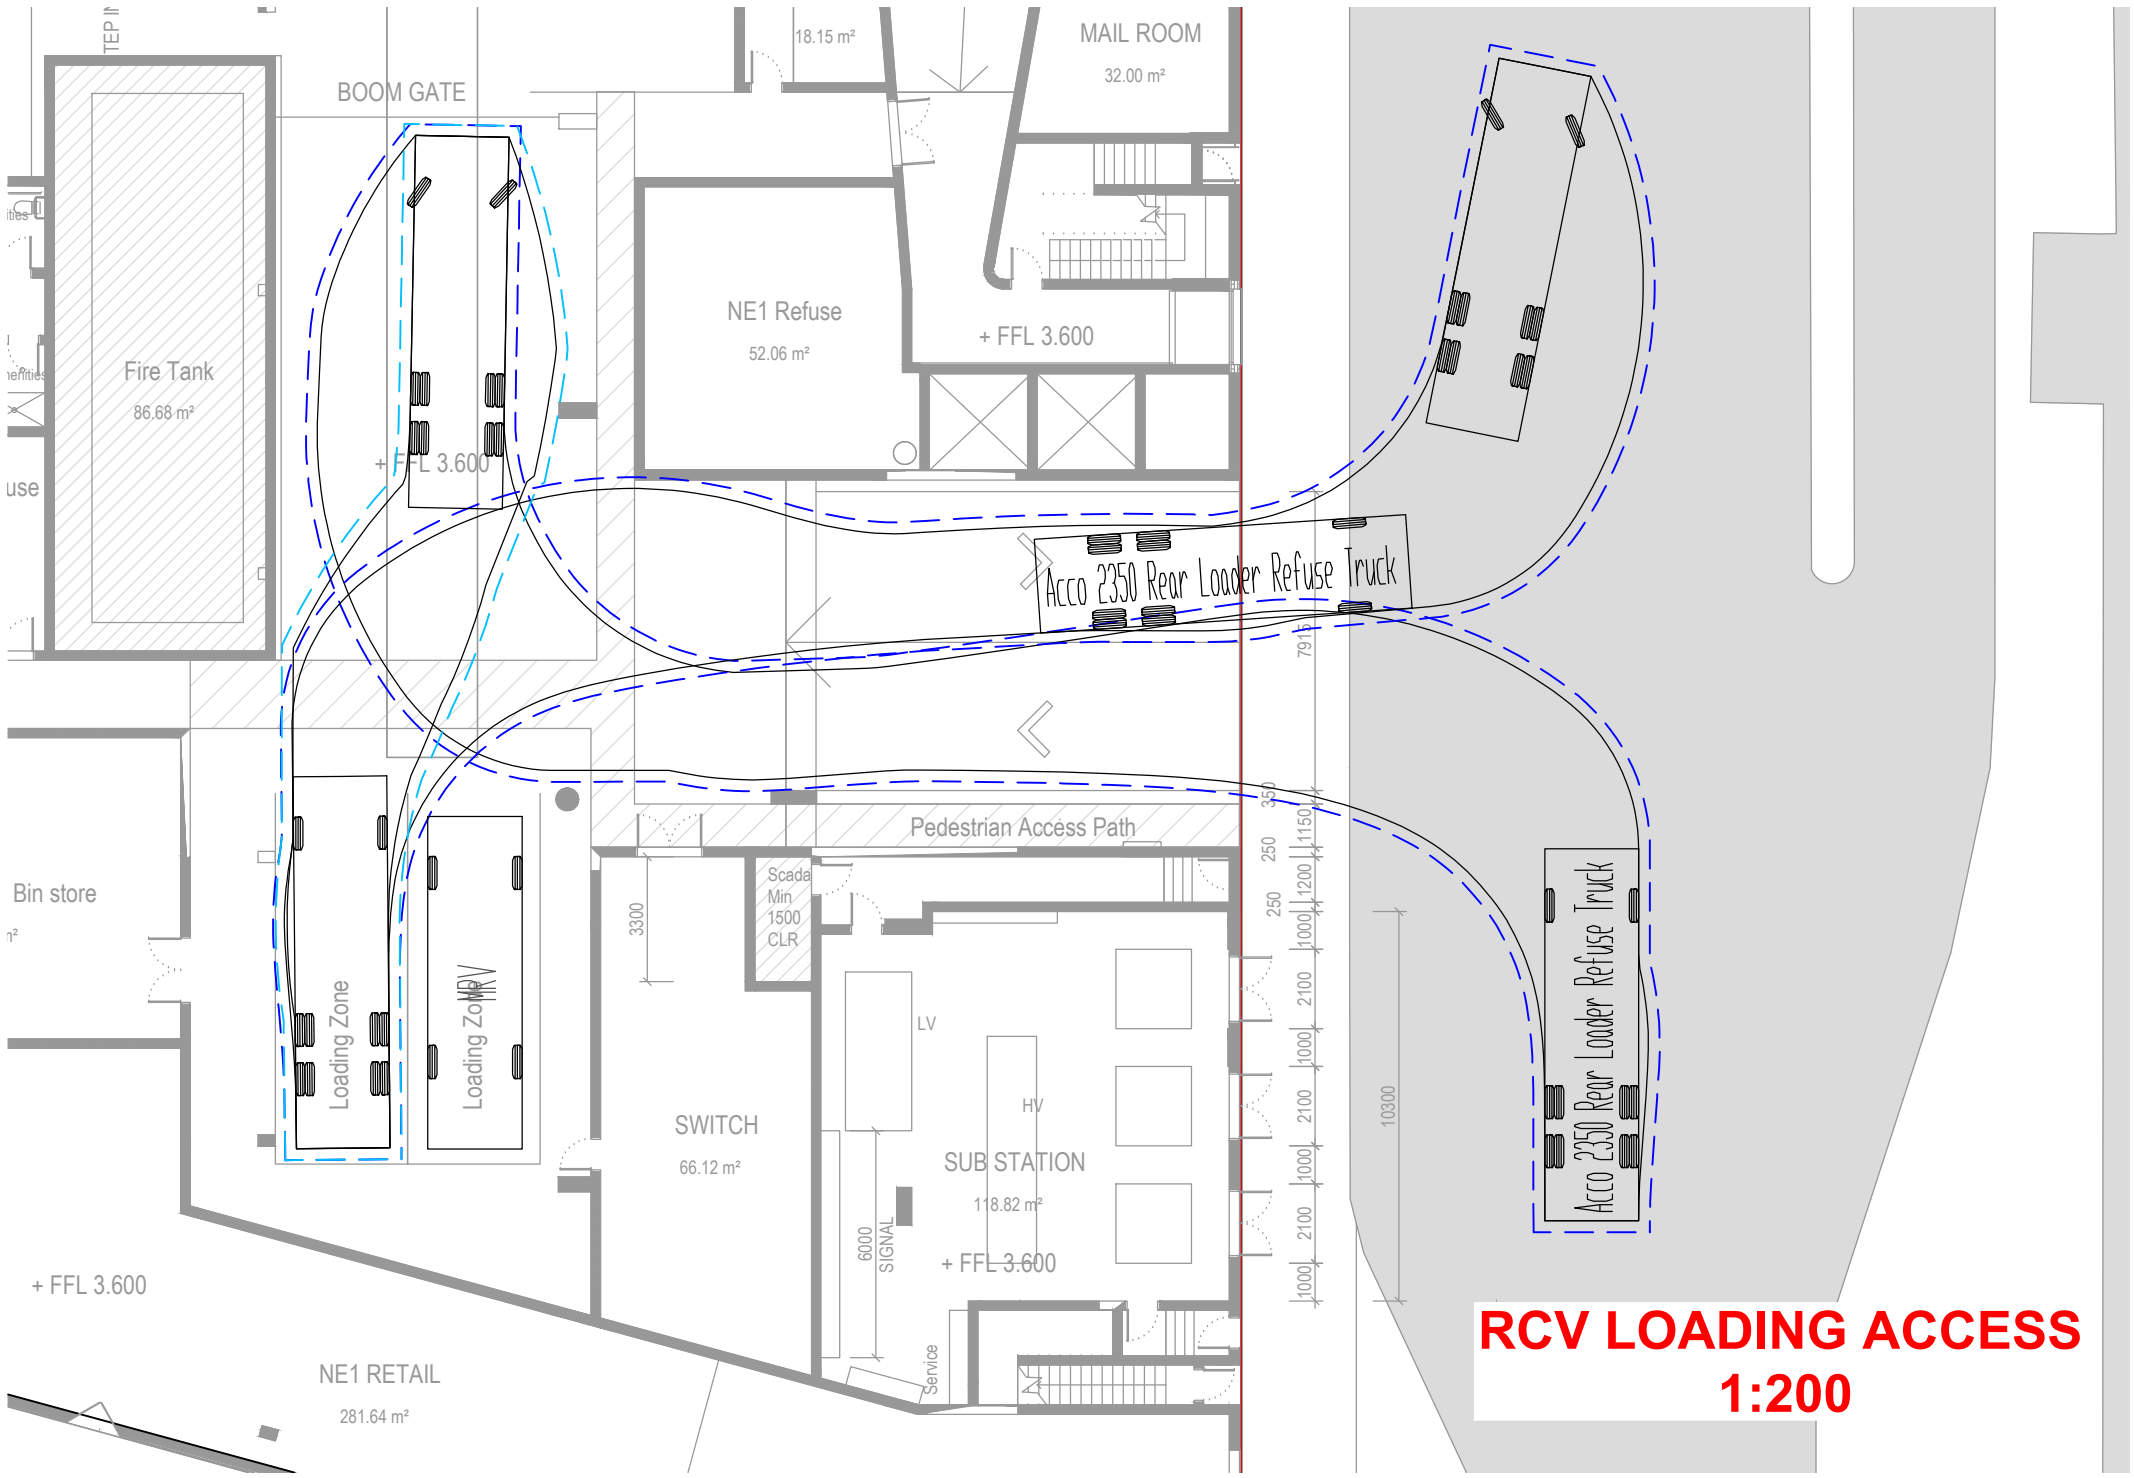 TEP IN
18.15 m²
MAIL ROOM
32.00 m²
BOOM GATE
NE1 Refuse
52.06 m²
+ FFL 3.600
Fire Tank
86.68 m²
+ FFL 3.600
use
Acco 2350 Rear Loader Refuse Truck
7915
350
1150
250
1200
250
1000
2100
1000
2100
1000
2100
1000
10300
Pedestrian Access Path
Bin store
Scada
Min
1500
CLR
3300
LV
HV
Loading Zone
Loading Zone
MRV
SWITCH
66.12 m²
SUB STATION
118.82 m²
+ FFL 3.600
6000
SIGNAL
Service
Acco 2350 Rear Loader Refuse Truck
+ FFL 3.600
NE1 RETAIL
281.64 m²
RCV LOADING ACCESS
1:200